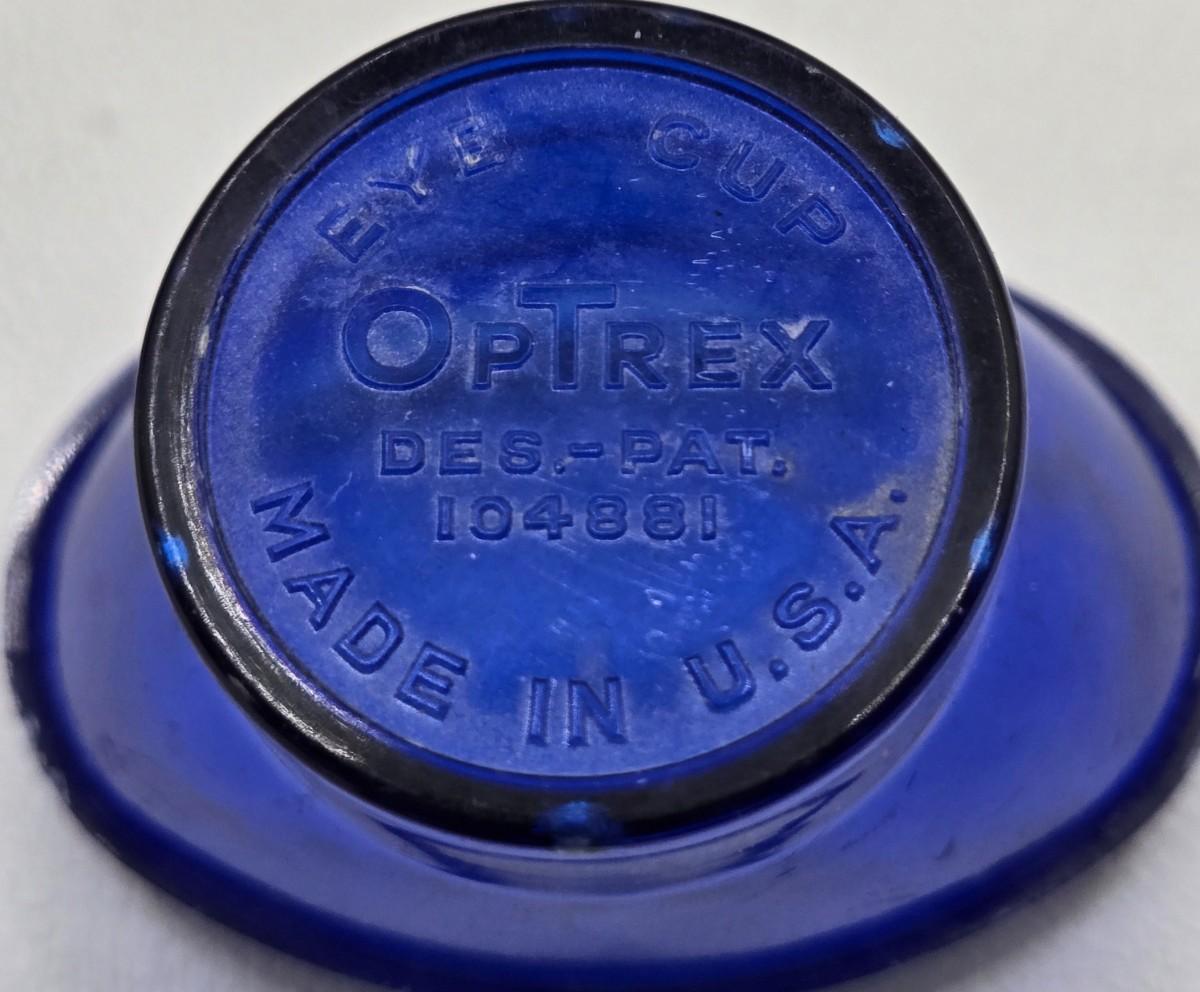 EYE CUP
OPTREX
DES.-PAT.
104881
MADE IN U.S.A.